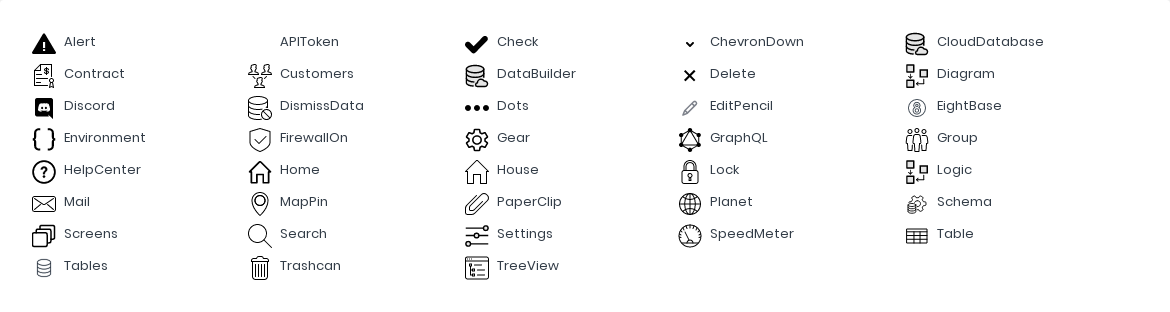 Alert APIToken Check ChevronDown CloudDatabase
Contract Customers DataBuilder Delete Diagram
Discord DismissData Dots EditPencil EightBase
Environment FirewallOn Gear GraphQL Group
HelpCenter Home House Lock Logic
Mail MapPin PaperClip Planet Schema
Screens Search Settings SpeedMeter Table
Tables Trashcan TreeView